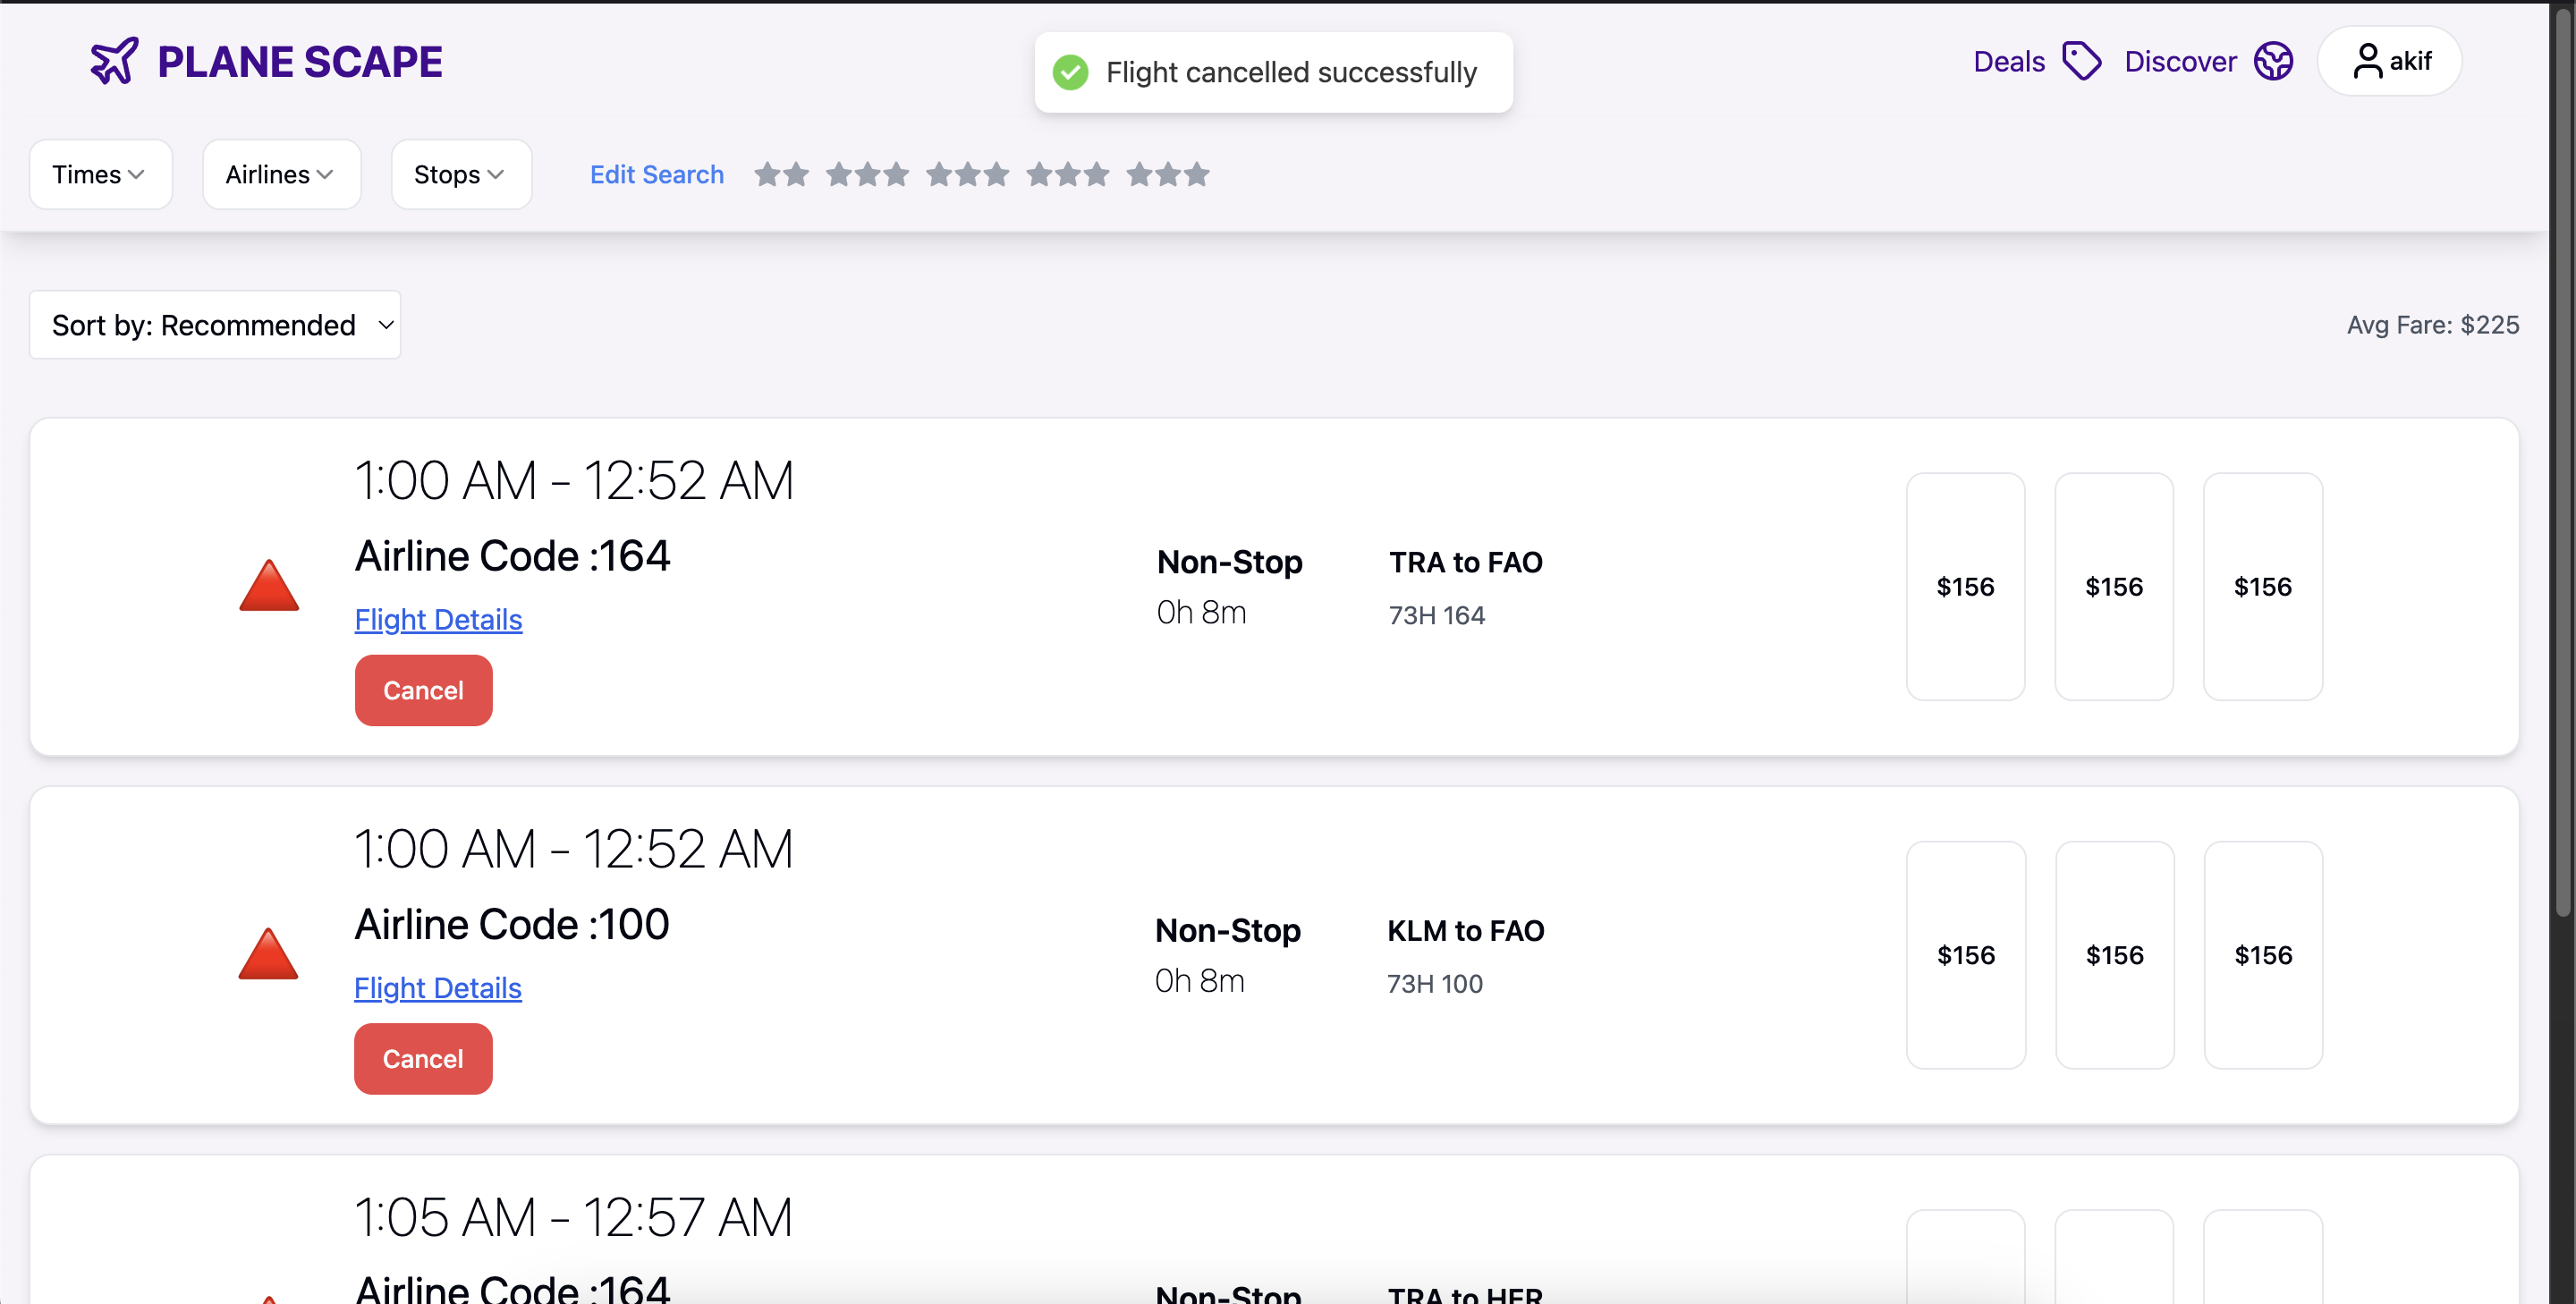 PLANE SCAPE
Flight cancelled successfully
Deals
Discover
akif
Times
Airlines
Stops
Edit Search
Sort by: Recommended
Avg Fare: $225
1:00 AM - 12:52 AM
Airline Code :164
Flight Details
Cancel
Non-Stop
0h 8m
TRA to FAO
73H 164
$156
$156
$156
1:00 AM - 12:52 AM
Airline Code :100
Flight Details
Cancel
Non-Stop
0h 8m
KLM to FAO
73H 100
$156
$156
$156
1:05 AM - 12:57 AM
Airline Code :164
Non-Stop
TRA to HER